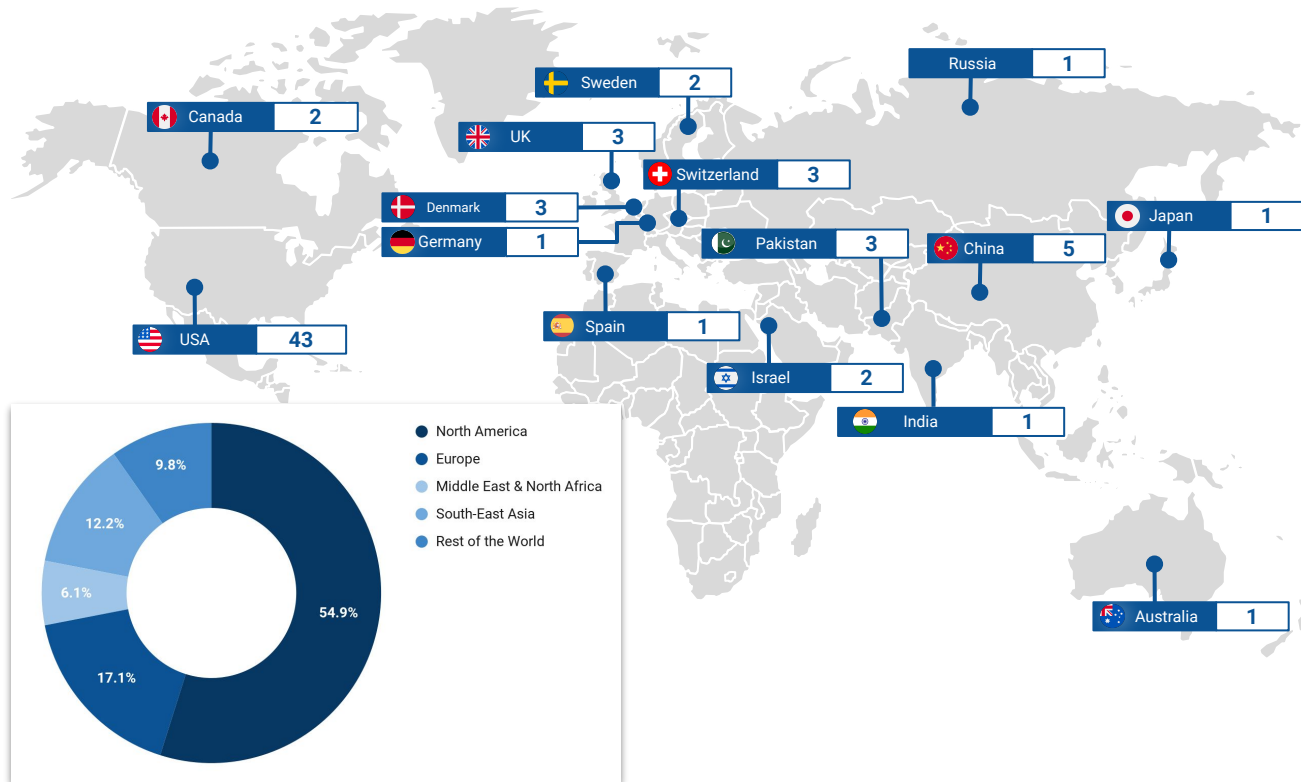 Russia 1
Sweden 2
Canada 2
UK 3
Switzerland 3
Denmark 3
Japan 1
Germany 1
Pakistan 3
China 5
Spain 1
USA 43
Israel 2
India 1
North America
Europe
Middle East & North Africa
South-East Asia
Rest of the World
9.8%
12.2%
6.1%
54.9%
17.1%
Australia 1